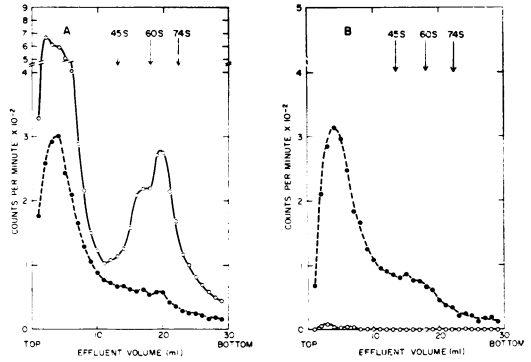 A
45S 60S 74S
9
8
7
6
5
4
3
2
1
0
COUNTS PER MINUTE X 10⁻²
TOP 10 20 30
BOTTOM
EFFLUENT VOLUME (ml)
B
45S 60S 74S
5
4
3
2
1
0
COUNTS PER MINUTE X 10⁻²
TOP 10 20 30
BOTTOM
EFFLUENT VOLUME (ml)